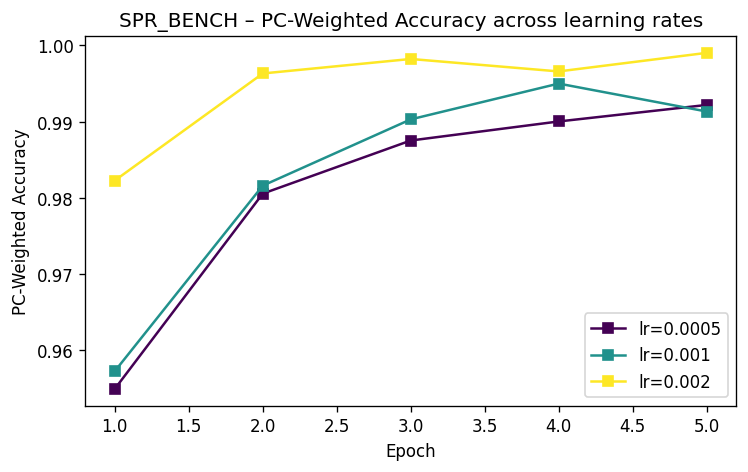 SPR_BENCH – PC-Weighted Accuracy across learning rates
PC-Weighted Accuracy
1.00
0.99
0.98
0.97
0.96
1.0 1.5 2.0 2.5 3.0 3.5 4.0 4.5 5.0
Epoch
lr=0.0005
lr=0.001
lr=0.002